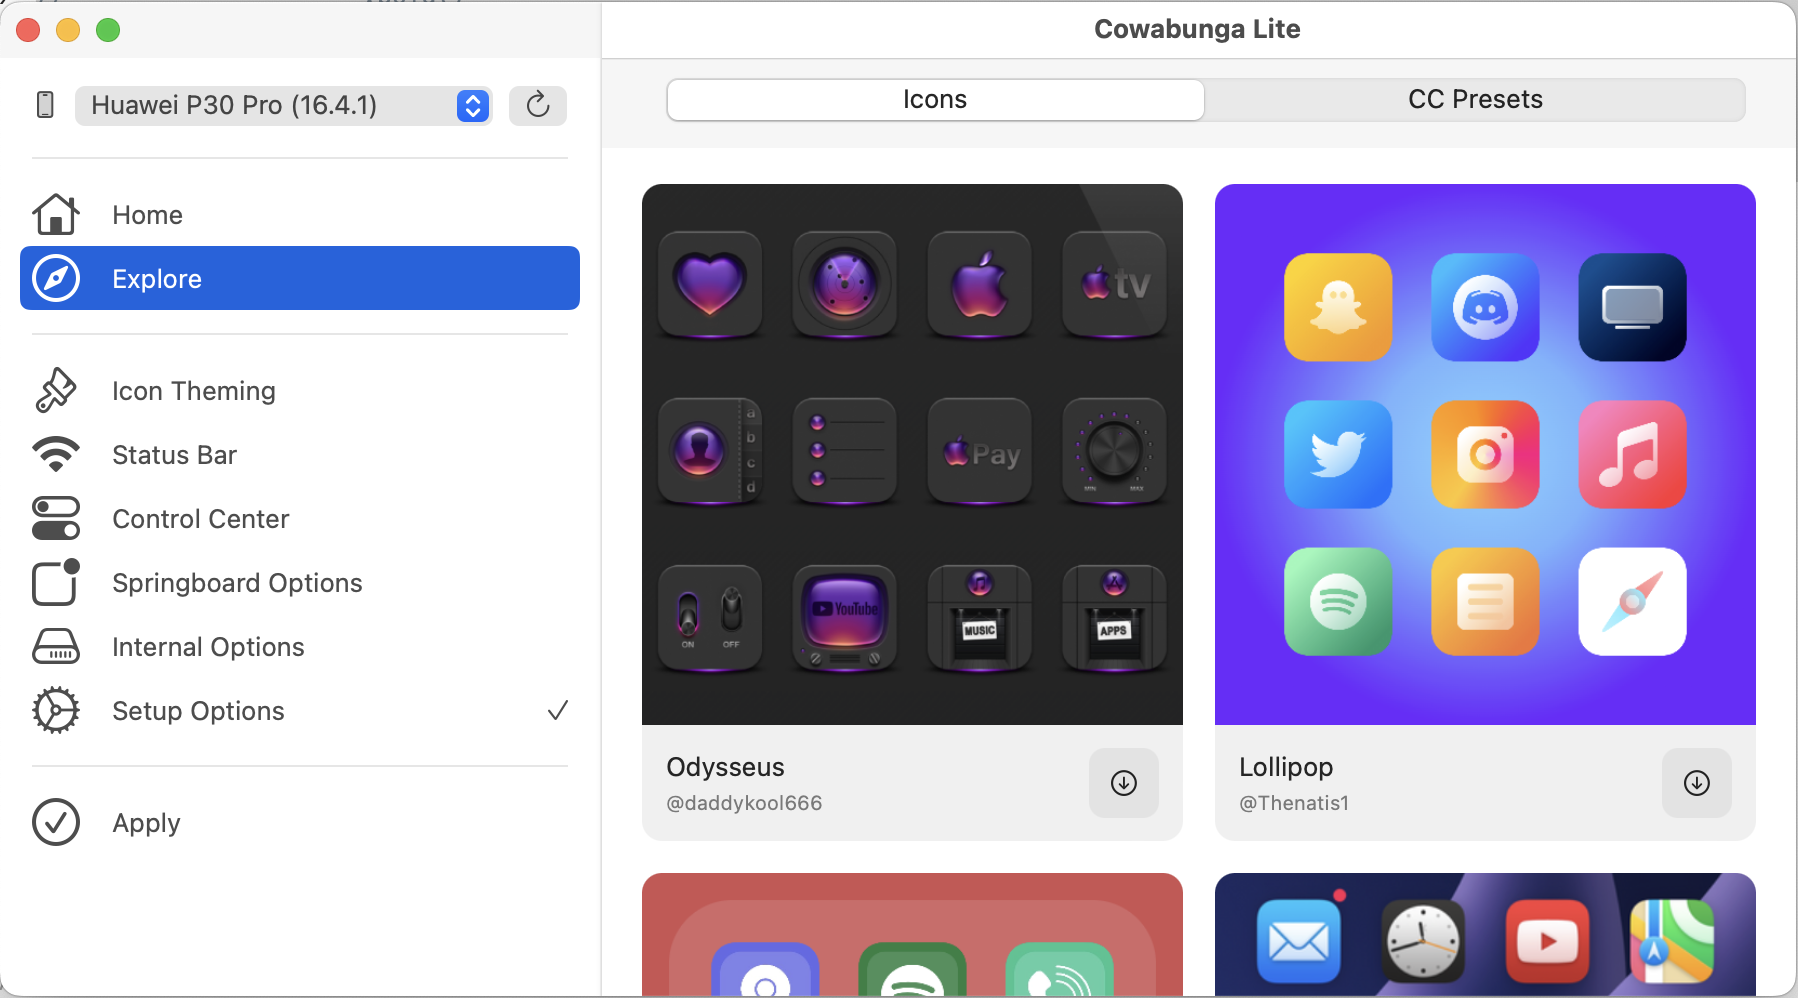 Cowabunga Lite
Huawei P30 Pro (16.4.1)
Icons
CC Presets
Home
Explore
Icon Theming
Status Bar
Control Center
Springboard Options
Internal Options
Setup Options
Apply
tv
a
b
c
d
Pay
MIN
MAX
ON
OFF
YouTube
MUSIC
APPS
Odysseus
@daddykool666
Lollipop
@Thenatis1